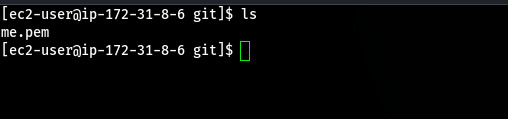 [ec2-user@ip-172-31-8-6 git]$ ls
me.pem
[ec2-user@ip-172-31-8-6 git]$